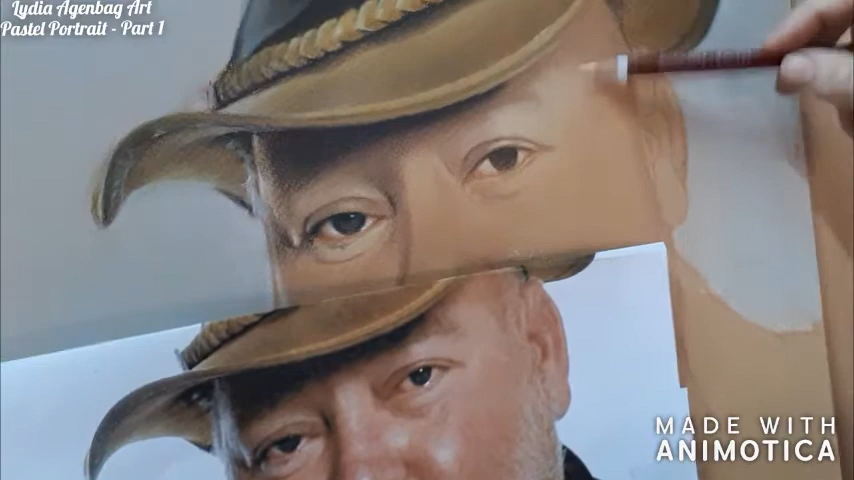 Lydia Agenbag Art
Pastel Portrait - Part 1
MADE WITH
ANIMOTICA